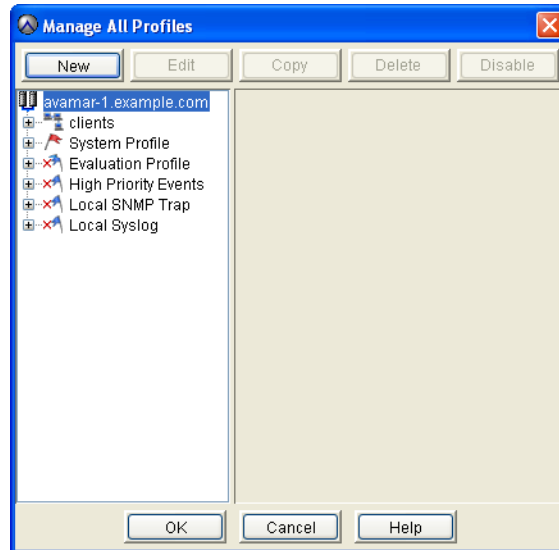 Manage All Profiles
New Edit Copy Delete Disable
avamar-1.example.com
clients
System Profile
Evaluation Profile
High Priority Events
Local SNMP Trap
Local Syslog
OK Cancel Help